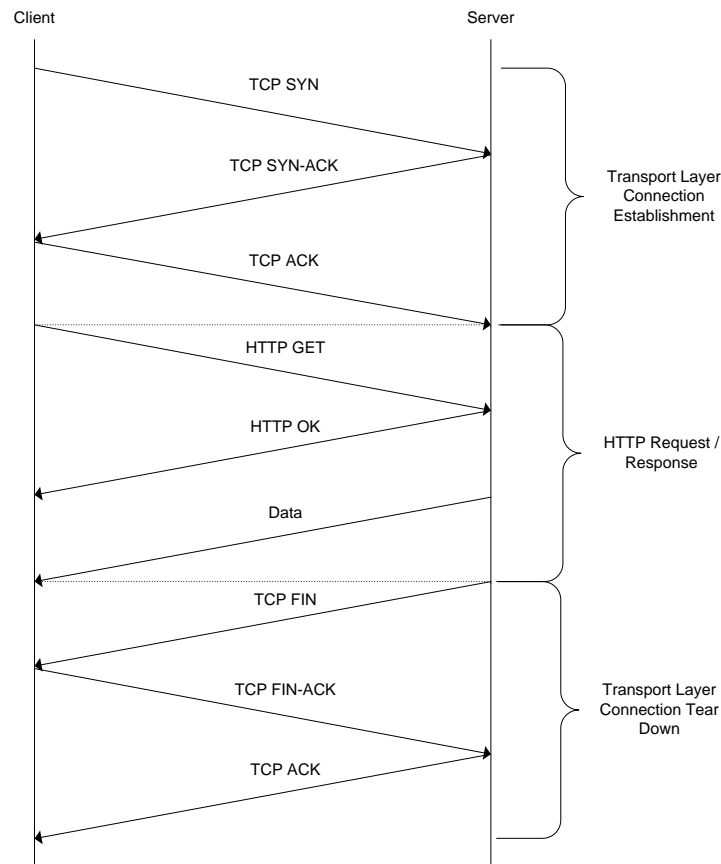 Client
Server
TCP SYN
TCP SYN-ACK
Transport Layer
Connection
Establishment
TCP ACK
HTTP GET
HTTP OK
HTTP Request /
Response
Data
TCP FIN
TCP FIN-ACK
Transport Layer
Connection Tear
Down
TCP ACK